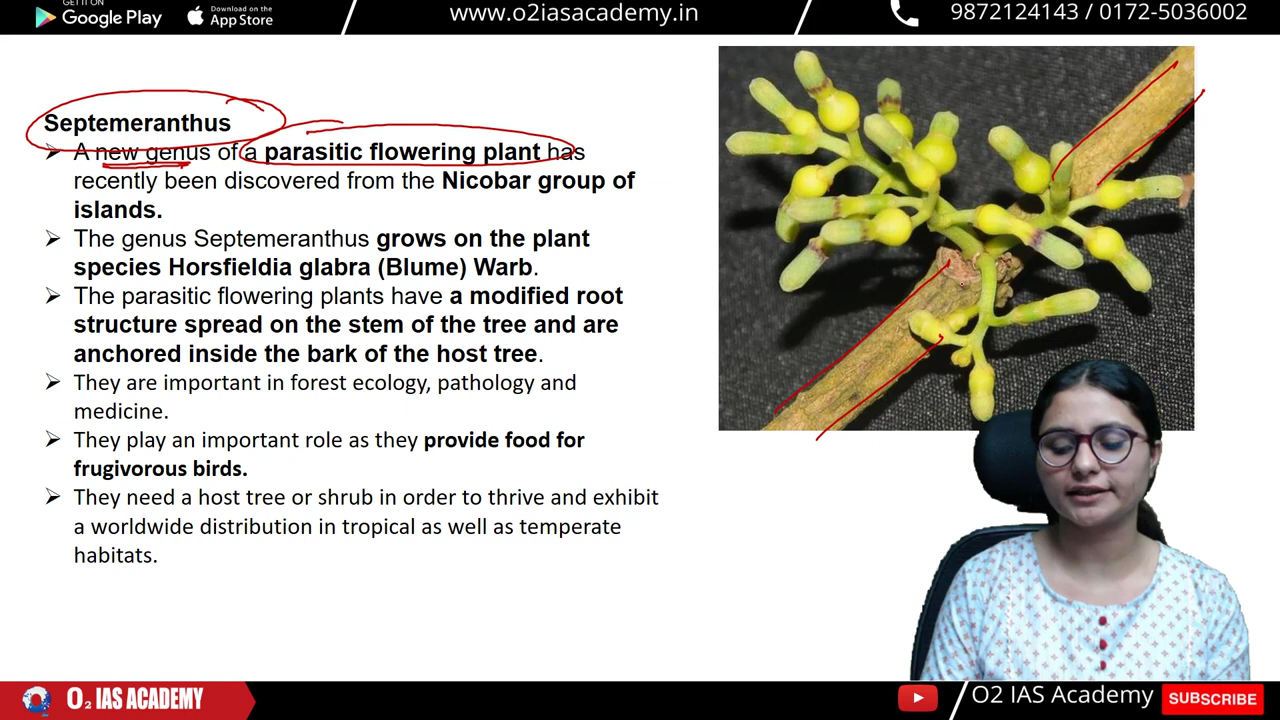 GET IT ON
Google Play
Download on the
App Store
www.o2iasacademy.in
9872124143 / 0172-5036002
Septemeranthus
➢ A new genus of a parasitic flowering plant has
recently been discovered from the Nicobar group of
islands.
➢ The genus Septemeranthus grows on the plant
species Horsfieldia glabra (Blume) Warb.
➢ The parasitic flowering plants have a modified root
structure spread on the stem of the tree and are
anchored inside the bark of the host tree.
➢ They are important in forest ecology, pathology and
medicine.
➢ They play an important role as they provide food for
frugivorous birds.
➢ They need a host tree or shrub in order to thrive and exhibit
a worldwide distribution in tropical as well as temperate
habitats.
O₂ IAS ACADEMY
O2 IAS Academy
SUBSCRIBE